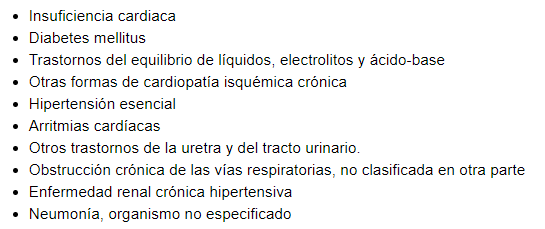 • Insuficiencia cardiaca
• Diabetes mellitus
• Trastornos del equilibrio de líquidos, electrolitos y ácido-base
• Otras formas de cardiopatía isquémica crónica
• Hipertensión esencial
• Arritmias cardíacas
• Otros trastornos de la uretra y del tracto urinario.
• Obstrucción crónica de las vías respiratorias, no clasificada en otra parte
• Enfermedad renal crónica hipertensiva
• Neumonía, organismo no especificado